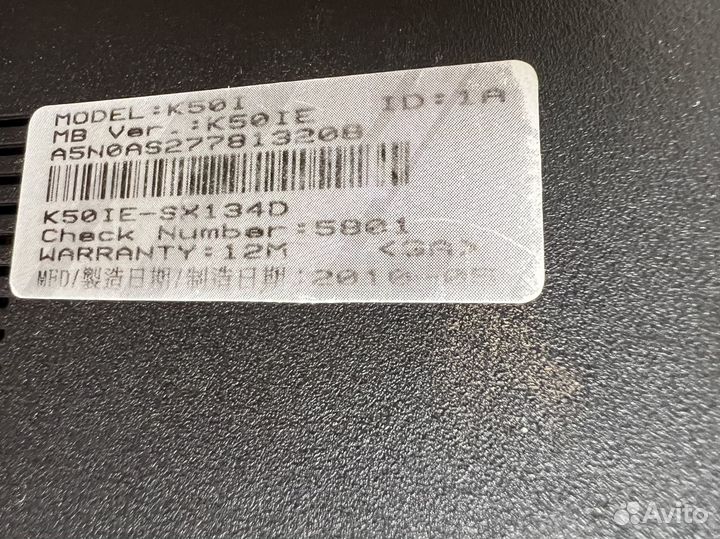 MODEL:K50I ID:1A
MB Ver.:K50IE
A5N0AS277813208
K50IE-SX134D
Check Number:5801
WARRANTY:12M <3A>
MFD/製造日期/制造日期:2010-05
Avito